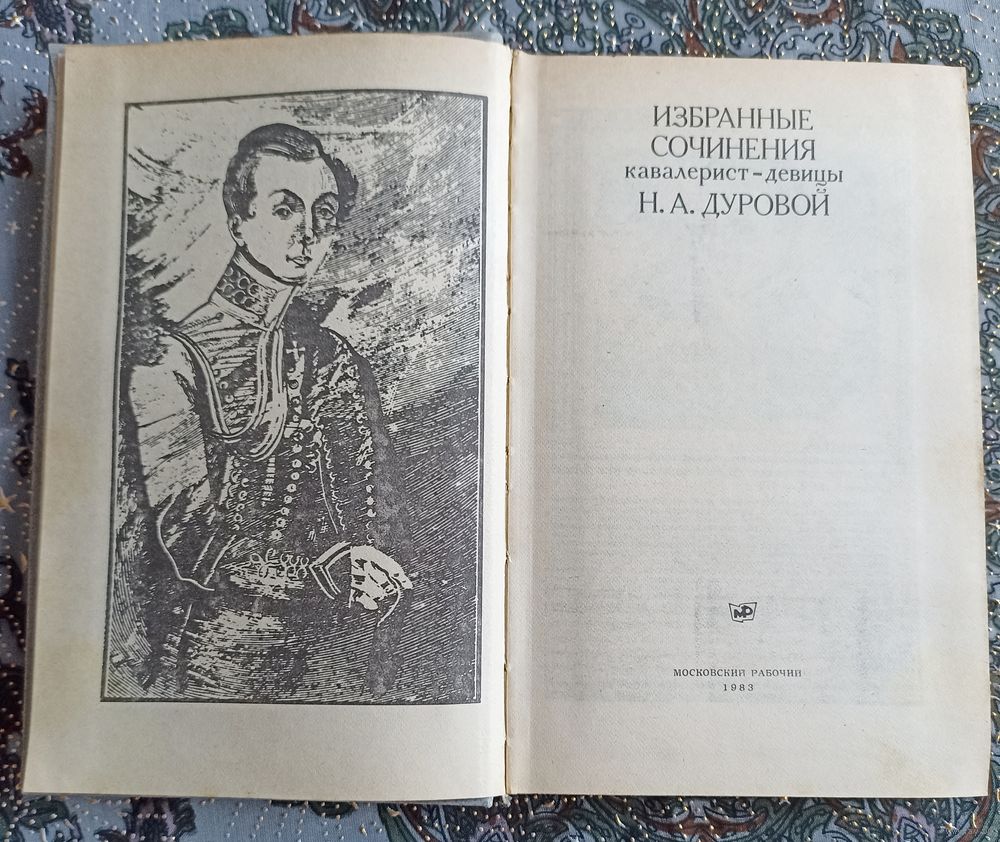 ИЗБРАННЫЕ
СОЧИНЕНИЯ
кавалерист-девицы
Н. А. ДУРОВОЙ
МР
МОСКОВСКИЙ РАБОЧИЙ
1983